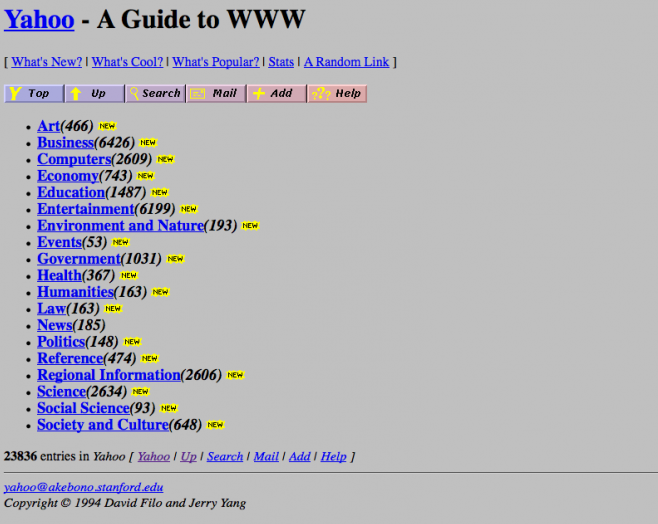 Yahoo - A Guide to WWW
[ What's New? | What's Cool? | What's Popular? | Stats | A Random Link ]
Top Up Search Mail Add Help
Art(466) NEW
Business(6426) NEW
Computers(2609) NEW
Economy(743) NEW
Education(1487) NEW
Entertainment(6199) NEW
Environment and Nature(193) NEW
Events(53) NEW
Government(1031) NEW
Health(367) NEW
Humanities(163) NEW
Law(163) NEW
News(185)
Politics(148) NEW
Reference(474) NEW
Regional Information(2606) NEW
Science(2634) NEW
Social Science(93) NEW
Society and Culture(648) NEW
23836 entries in Yahoo [ Yahoo | Up | Search | Mail | Add | Help ]
yahoo@akebono.stanford.edu
Copyright © 1994 David Filo and Jerry Yang